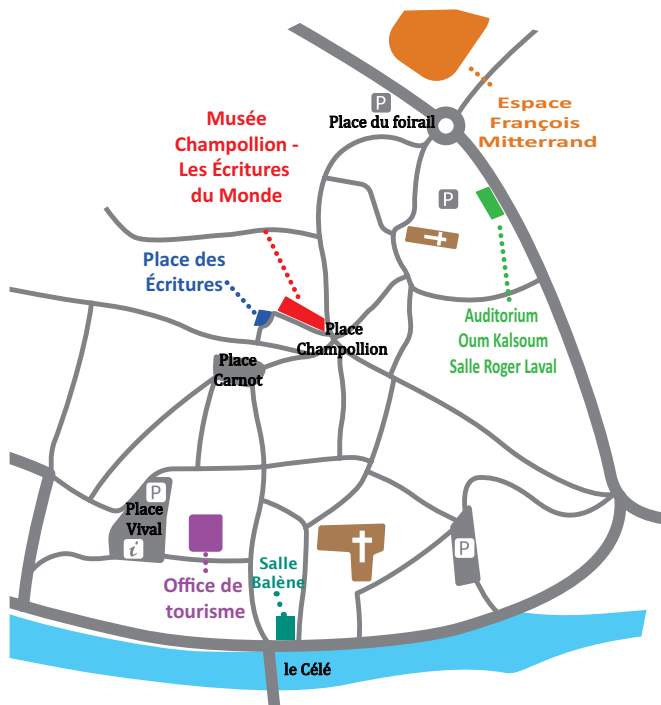 P
Place du foirail
Espace
François
Mitterrand
Musée
Champollion -
Les Écritures
du Monde
P
Place des
Écritures
Place
Champollion
Auditorium
Oum Kalsoum
Salle Roger Laval
Place
Carnot
P
Place
Vival
i
P
Office de
tourisme
Salle
Balène
le Célé